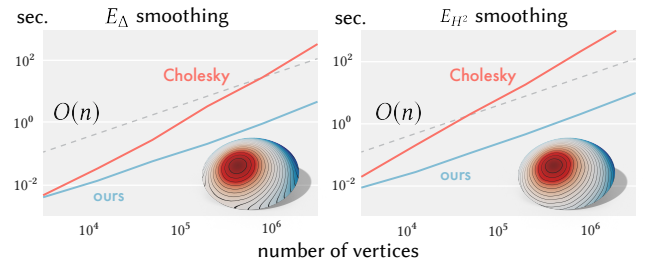 sec. E_Δ smoothing
sec. E_{H²} smoothing
10²
10⁰
10⁻²
Cholesky
O(n)
ours
10⁴ 10⁵ 10⁶
10²
10⁰
10⁻²
Cholesky
O(n)
ours
10⁴ 10⁵ 10⁶
number of vertices